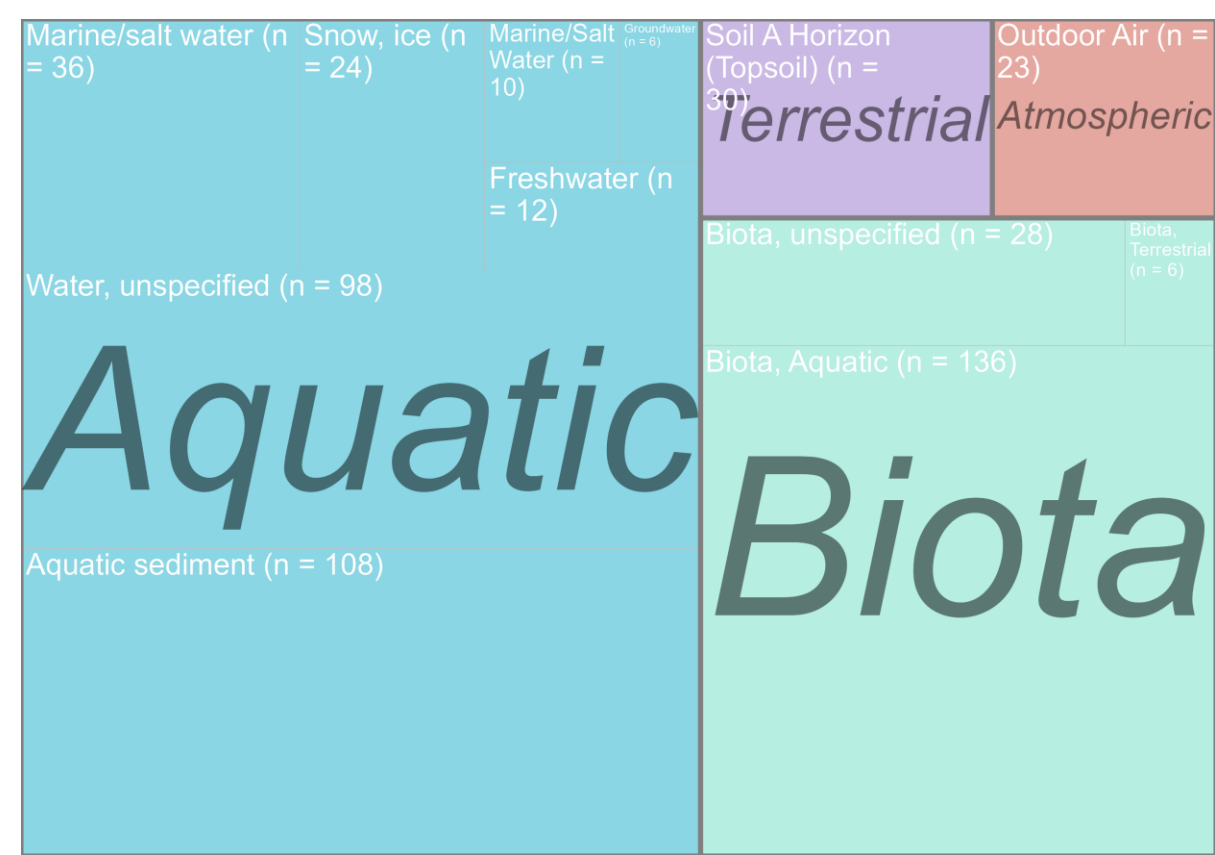 Marine/salt water (n
= 36)
Snow, ice (n
= 24)
Marine/Salt
Water (n =
10)
Groundwater
(n = 6)
Freshwater (n
= 12)
Water, unspecified (n = 98)
Aquatic
Aquatic sediment (n = 108)
Soil A Horizon
(Topsoil) (n =
30)
Terrestrial
Outdoor Air (n =
23)
Atmospheric
Biota, unspecified (n = 28)
Biota,
Terrestrial
(n = 6)
Biota, Aquatic (n = 136)
Biota